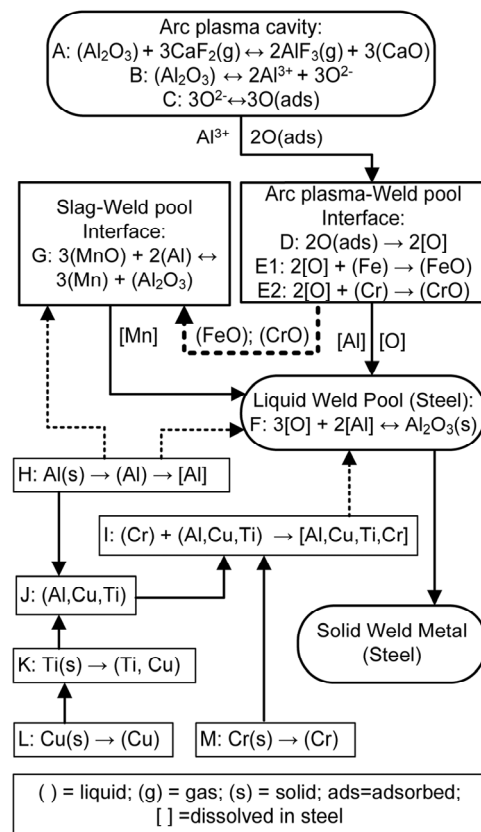 Arc plasma cavity:
A: (Al₂O₃) + 3CaF₂(g) ↔ 2AlF₃(g) + 3(CaO)
B: (Al₂O₃) ↔ 2Al³⁺ + 3O²⁻
C: 3O²⁻↔3O(ads)
Al³⁺ 2O(ads)
Slag-Weld pool
Interface:
G: 3(MnO) + 2(Al) ↔
3(Mn) + (Al₂O₃)
Arc plasma-Weld pool
Interface:
D: 2O(ads) → 2[O]
E1: 2[O] + (Fe) → (FeO)
E2: 2[O] + (Cr) → (CrO)
[Mn]
(FeO); (CrO)
[Al] [O]
Liquid Weld Pool (Steel):
F: 3[O] + 2[Al] ↔ Al₂O₃(s)
H: Al(s) → (Al) → [Al]
I: (Cr) + (Al,Cu,Ti) → [Al,Cu,Ti,Cr]
J: (Al,Cu,Ti)
K: Ti(s) → (Ti, Cu)
L: Cu(s) → (Cu)
M: Cr(s) → (Cr)
Solid Weld Metal
(Steel)
( ) = liquid; (g) = gas; (s) = solid; ads=adsorbed;
[ ] =dissolved in steel